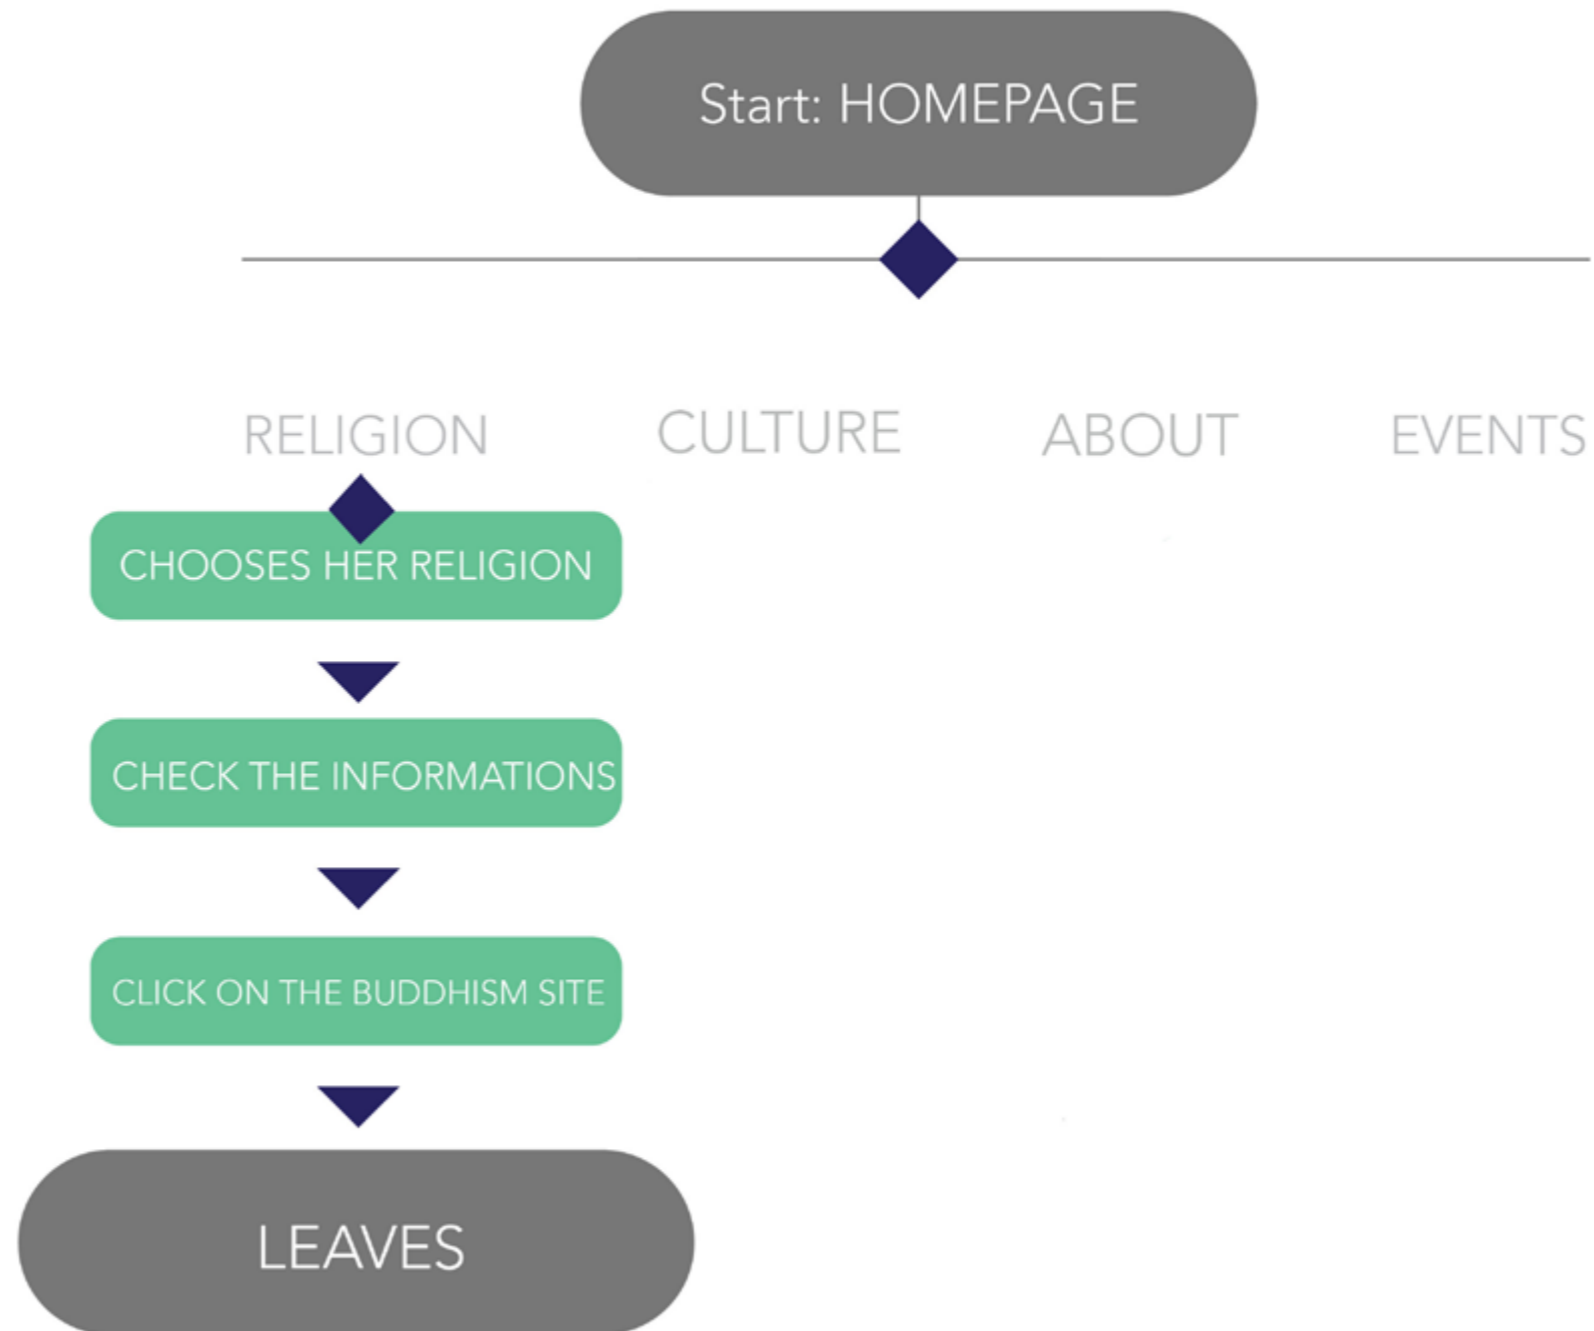 Start: HOMEPAGE
RELIGION CULTURE ABOUT EVENTS
CHOOSES HER RELIGION
CHECK THE INFORMATIONS
CLICK ON THE BUDDHISM SITE
LEAVES